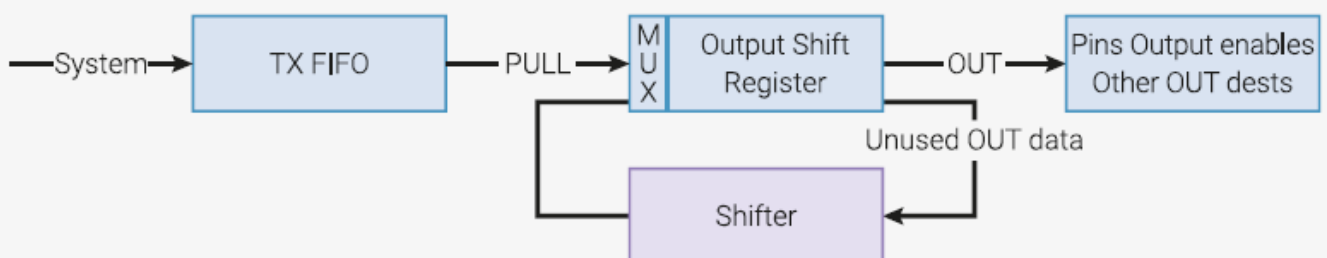 System
TX FIFO
PULL
M
U
X
Output Shift
Register
OUT
Pins Output enables
Other OUT dests
Unused OUT data
Shifter